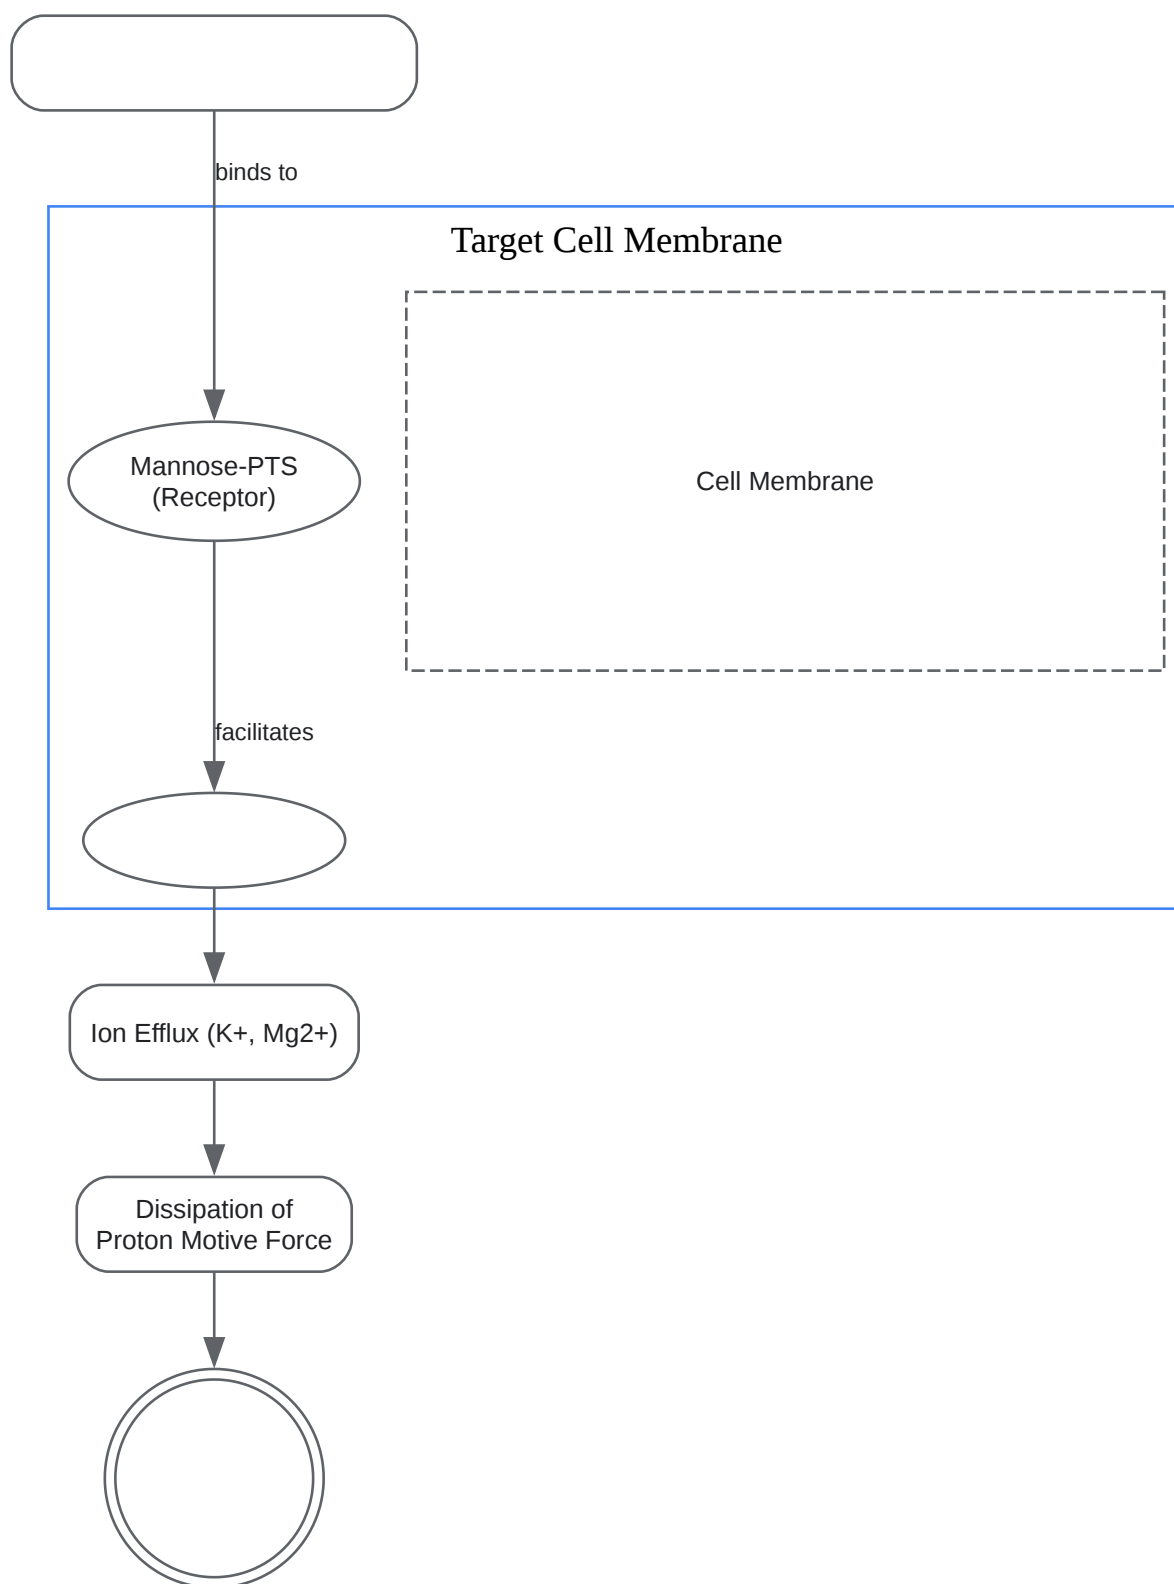 binds to
Target Cell Membrane
Mannose-PTS
(Receptor)
Cell Membrane
facilitates
Ion Efflux (K+, Mg2+)
Dissipation of
Proton Motive Force